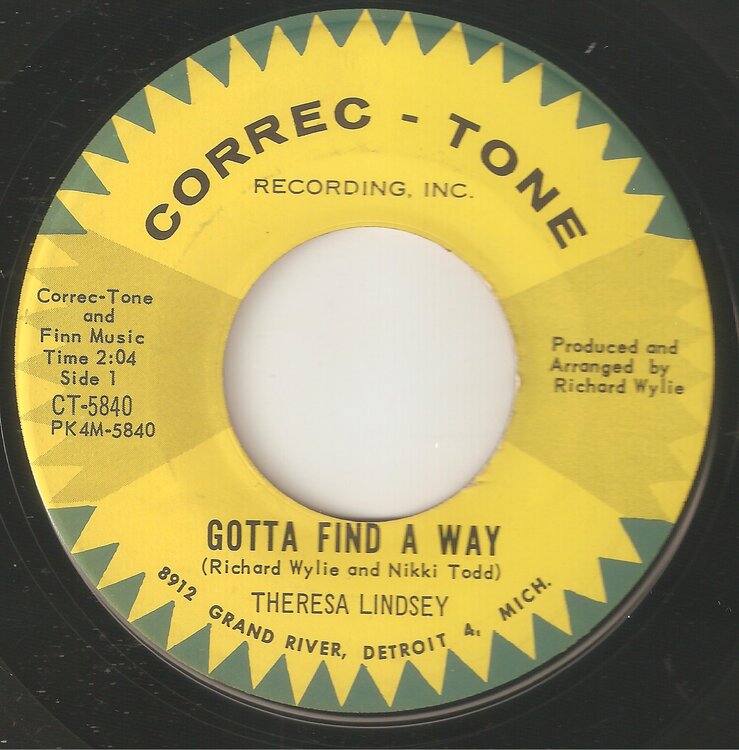 CORREC-TONE
RECORDING, INC.
Correc-Tone
and
Finn Music
Time 2:04
Side 1
CT-5840
PK4M-5840
Produced and
Arranged by
Richard Wylie
GOTTA FIND A WAY
(Richard Wylie and Nikki Todd)
THERESA LINDSEY
8912 GRAND RIVER, DETROIT 4, MICH.